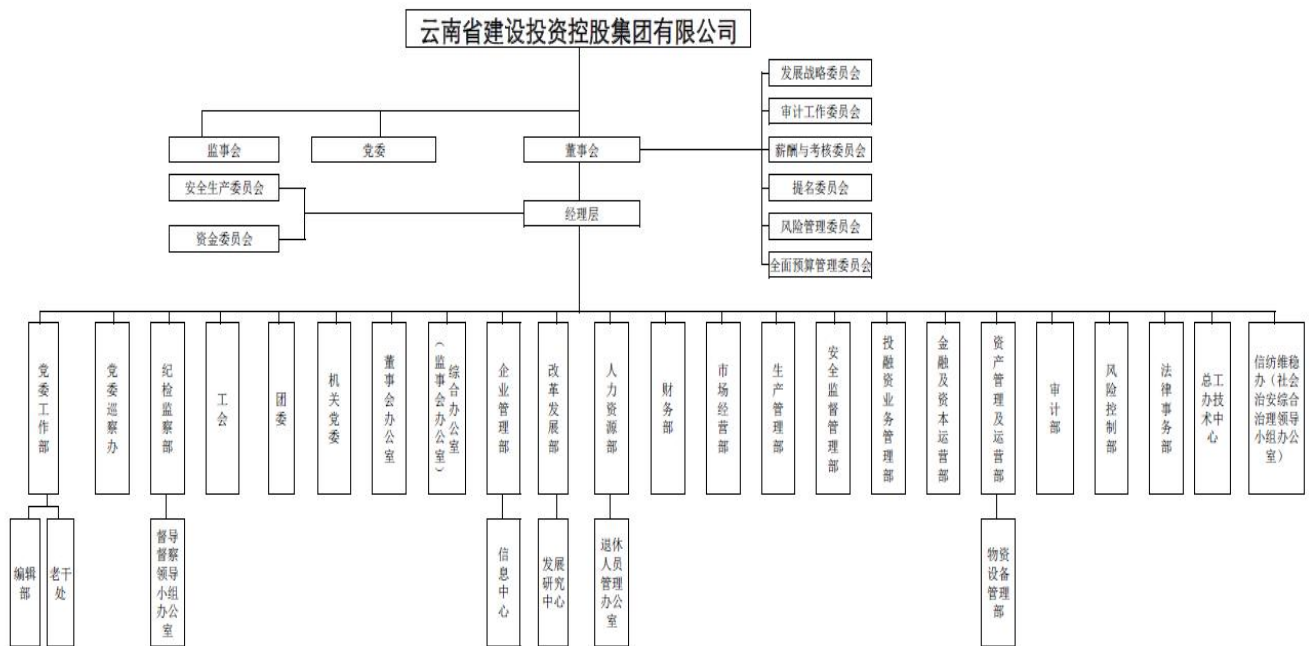 云南省建设投资控股集团有限公司
发展战略委员会
审计工作委员会
监事会
党委
董事会
薪酬与考核委员会
安全生产委员会
提名委员会
经理层
风险管理委员会
资金委员会
全面预算管理委员会
党委工作部
党委巡察办
纪检监察部
工会
团委
机关党委
董事会办公室
综合办公室
（监事会办公室）
企业管理部
改革发展部
人力资源部
财务部
市场经营部
生产管理部
安全监督管理部
投融资业务管理部
金融及资本运营部
资产管理及运营部
审计部
风险控制部
法律事务部
总工
办技
术中
心
信纺维稳
办（社会
治安综合
治理领导
小组办公
室）
编辑
部
老干
处
督导
督察
领导
小组
办公
室
信息中心
发展
研究
中心
退休
人员
管理
办公
室
物资
设备
管理
部